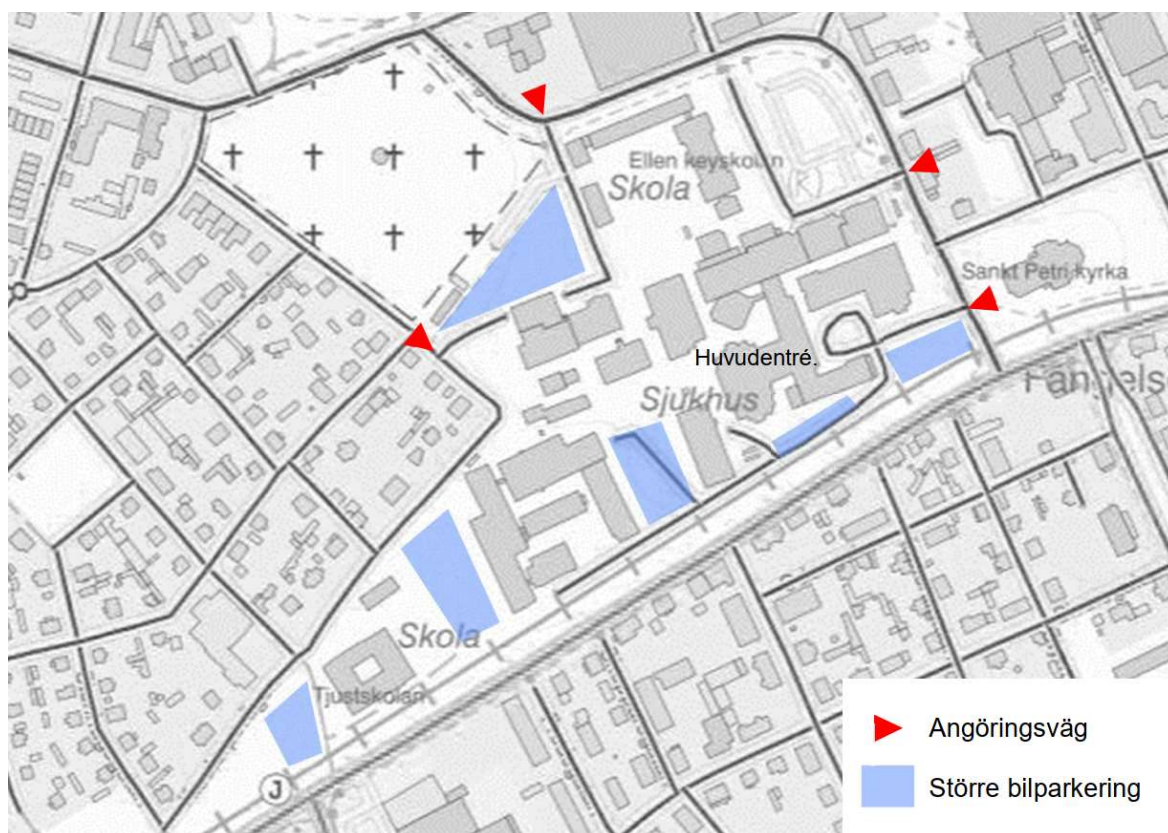 Ellen keyskolan
Skola
Sankt Petri kyrka
Huvudentré.
Sjukhus
Skola
Tjustskolan
J
Angöringsväg
Större bilparkering